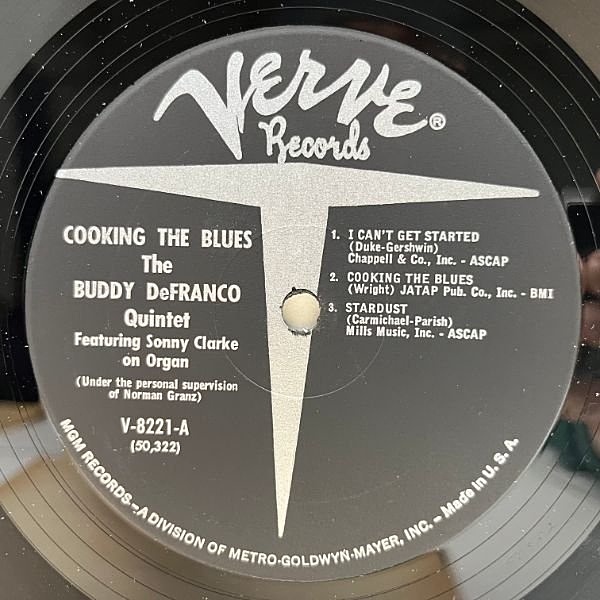 Verve®
Records
COOKING THE BLUES
The
BUDDY DeFRANCO
Quintet
Featuring Sonny Clarke
on Organ
(Under the personal supervision
of Norman Granz)
V-8221-A
(50,322)
1. I CAN'T GET STARTED
(Duke-Gershwin)
Chappell & Co., Inc. - ASCAP
2. COOKING THE BLUES
(Wright) JATAP Pub. Co., Inc. - BMI
3. STARDUST
(Carmichael-Parish)
Mills Music, Inc. - ASCAP
MGM RECORDS—A DIVISION OF METRO-GOLDWYN-MAYER, INC. – Made in U. S. A.